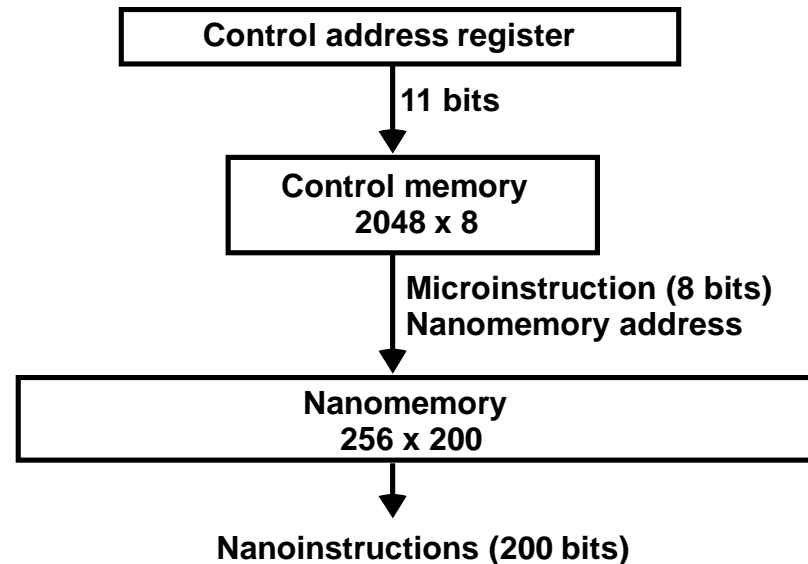 Control address register
11 bits
Control memory
2048 x 8
Microinstruction (8 bits)
Nanomemory address
Nanomemory
256 x 200
Nanoinstructions (200 bits)